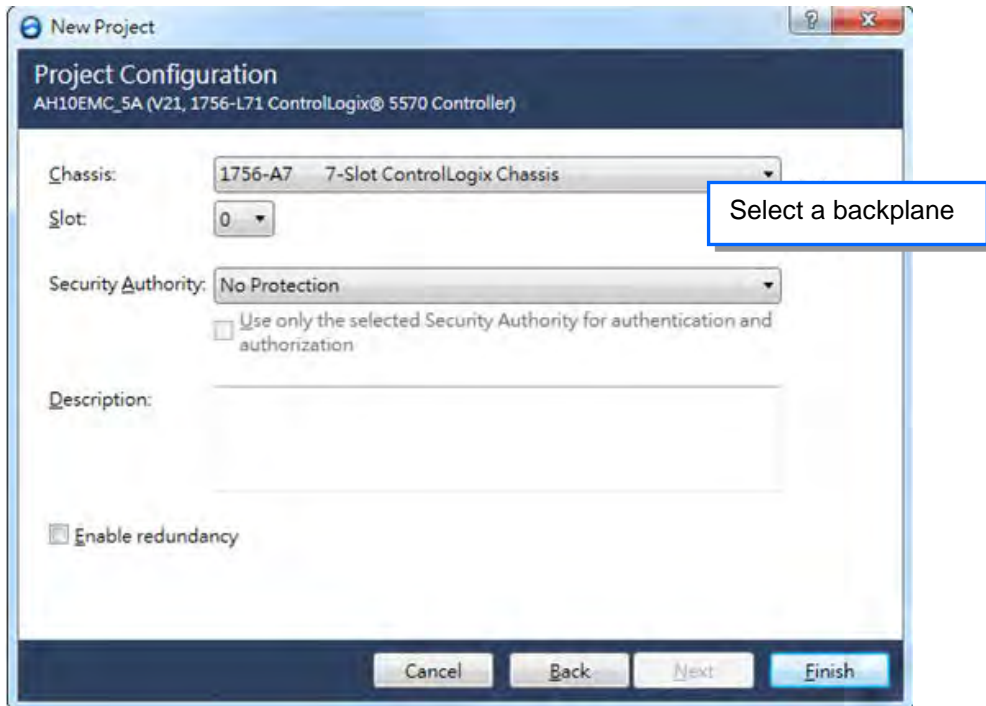 New Project
Project Configuration
AH10EMC_5A (V21, 1756-L71 ControlLogix® 5570 Controller)
Chassis: 1756-A7 7-Slot ControlLogix Chassis
Select a backplane
Slot: 0
Security Authority: No Protection
Use only the selected Security Authority for authentication and
authorization
Description:
Enable redundancy
Cancel Back Next Finish